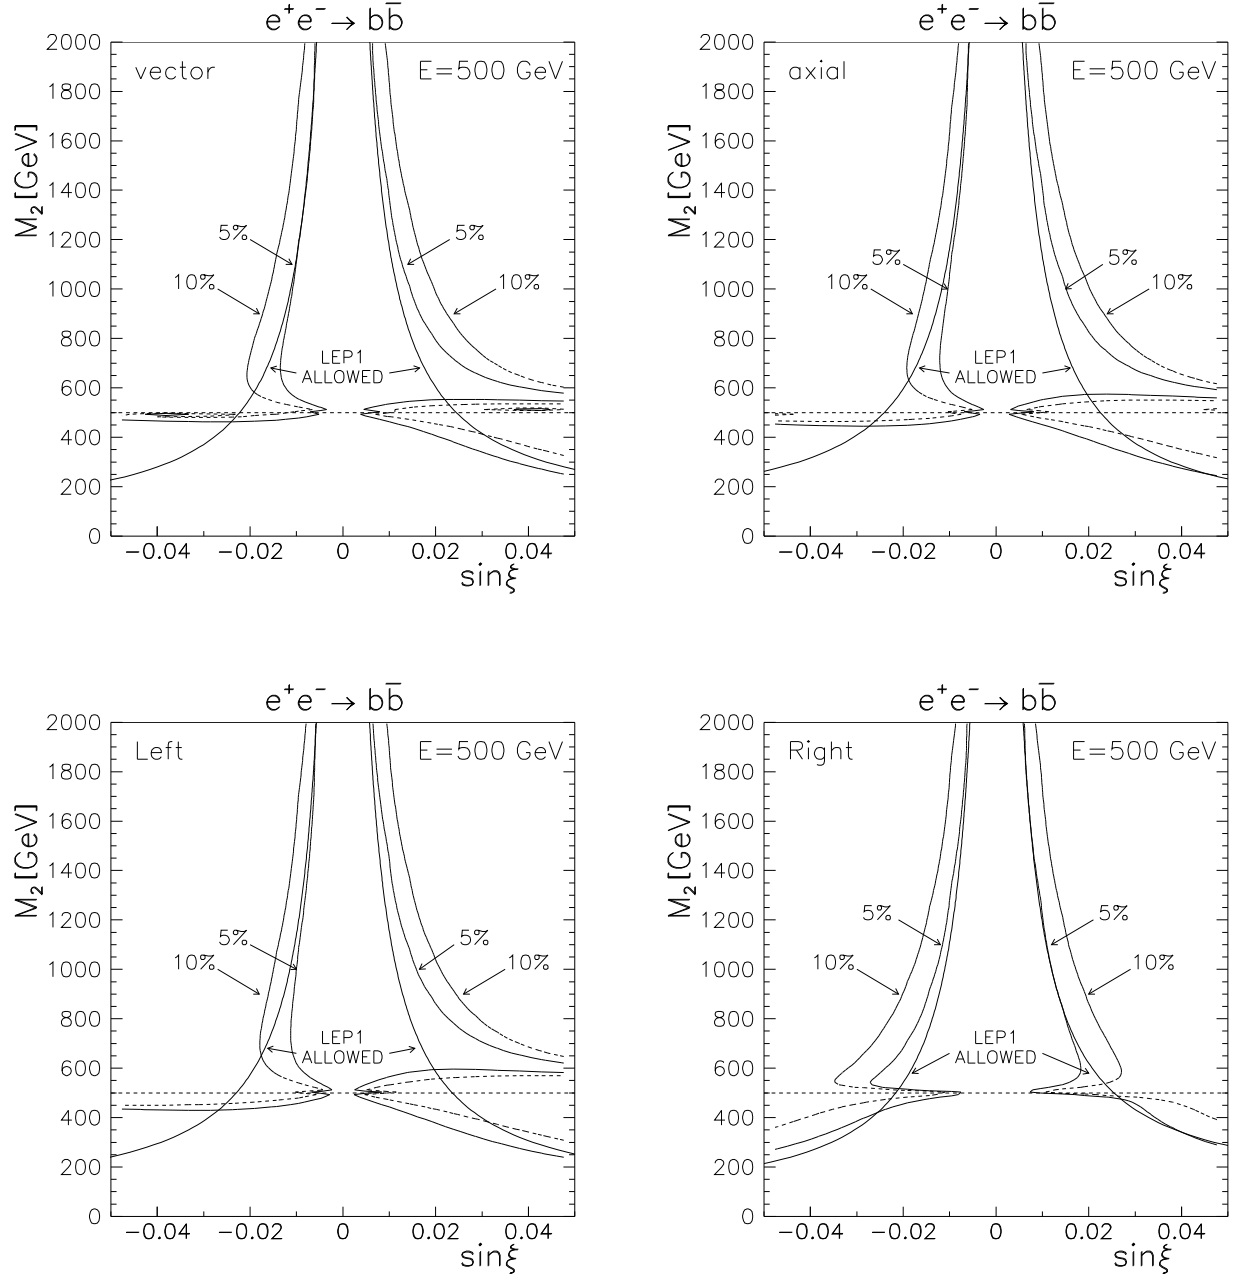 e⁺e⁻→ bb̅
vector
E=500 GeV
M₂[GeV]
2000
1800
1600
1400
1200
1000
800
600
400
200
0
5%
5%
10%
10%
LEP1
ALLOWED
−0.04 −0.02 0 0.02 0.04
sinξ
e⁺e⁻→ bb̅
axial
E=500 GeV
M₂[GeV]
2000
1800
1600
1400
1200
1000
800
600
400
200
0
5%
5%
10%
10%
LEP1
ALLOWED
−0.04 −0.02 0 0.02 0.04
sinξ
e⁺e⁻→ bb̅
Left
E=500 GeV
M₂[GeV]
2000
1800
1600
1400
1200
1000
800
600
400
200
0
5%
5%
10%
10%
LEP1
ALLOWED
−0.04 −0.02 0 0.02 0.04
sinξ
e⁺e⁻→ bb̅
Right
E=500 GeV
M₂[GeV]
2000
1800
1600
1400
1200
1000
800
600
400
200
0
5%
5%
10%
10%
LEP1
ALLOWED
−0.04 −0.02 0 0.02 0.04
sinξ